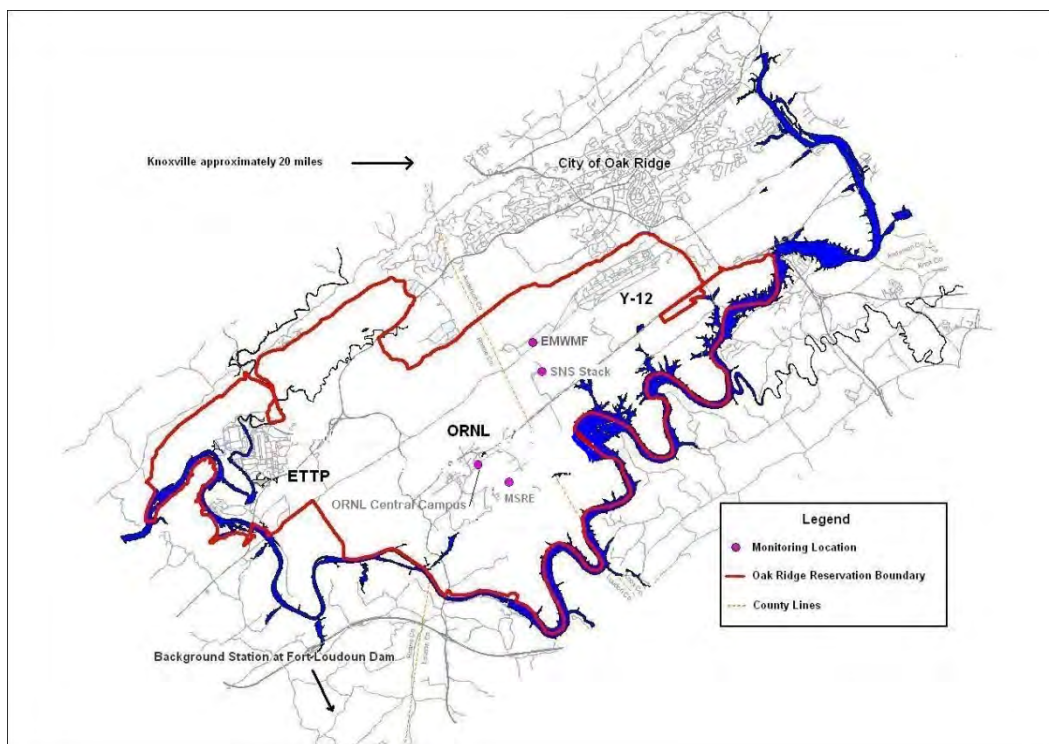 Knoxville approximately 20 miles
City of Oak Ridge
Y-12
EMWMF
SNS Stack
ORNL
ETTP
ORNL Central Campus
MSRE
Legend
Monitoring Location
Oak Ridge Reservation Boundary
County Lines
Background Station at Fort Loudoun Dam